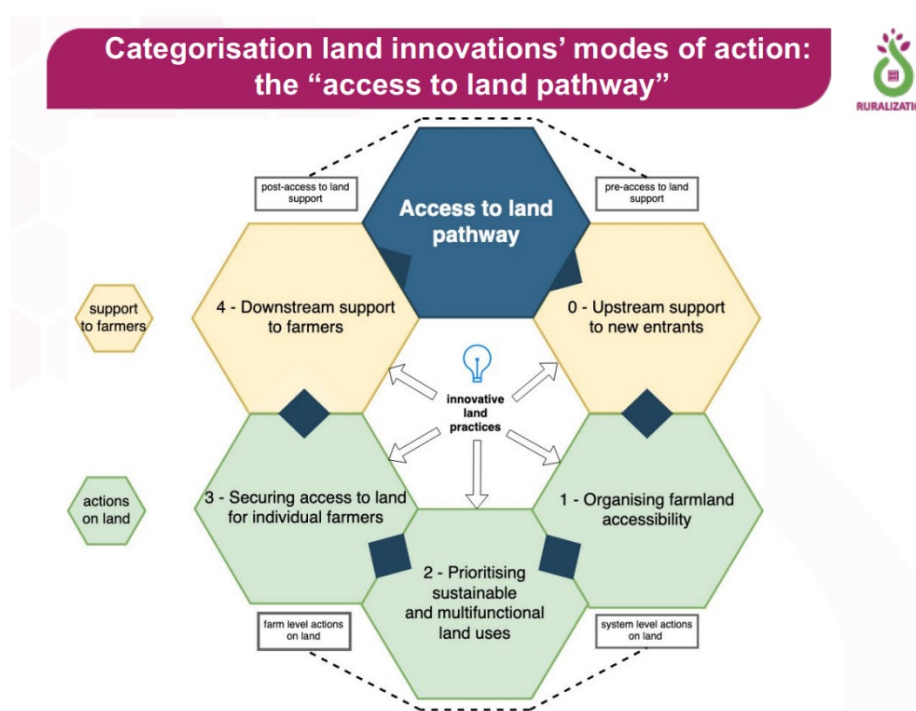 Categorisation land innovations' modes of action:
the “access to land pathway”
post-access to land
support
Access to land
pathway
pre-access to land
support
support
to farmers
4 - Downstream support
to farmers
0 - Upstream support
to new entrants
innovative
land
practices
actions
on land
3 - Securing access to land
for individual farmers
1 - Organising farmland
accessibility
2 - Prioritising
sustainable
and multifunctional
land uses
farm level actions
on land
system level actions
on land